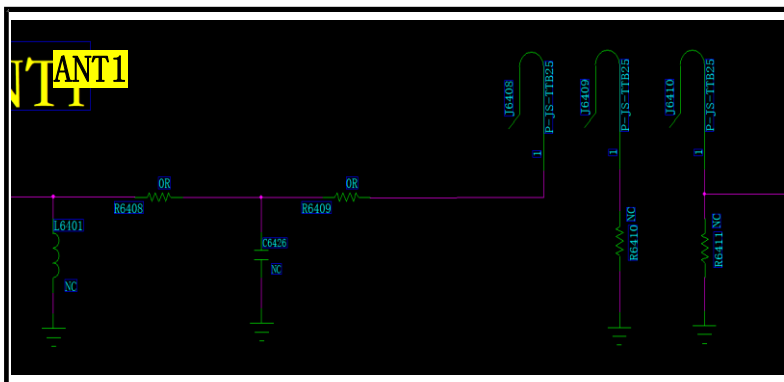 NT1
ANT1
J6408
P-JS-TTB25
1
J6409
P-JS-TTB25
1
J6410
P-JS-TTB25
1
0R
R6408
0R
R6409
L6401
NC
C6426
NC
R6410
NC
R6411
NC